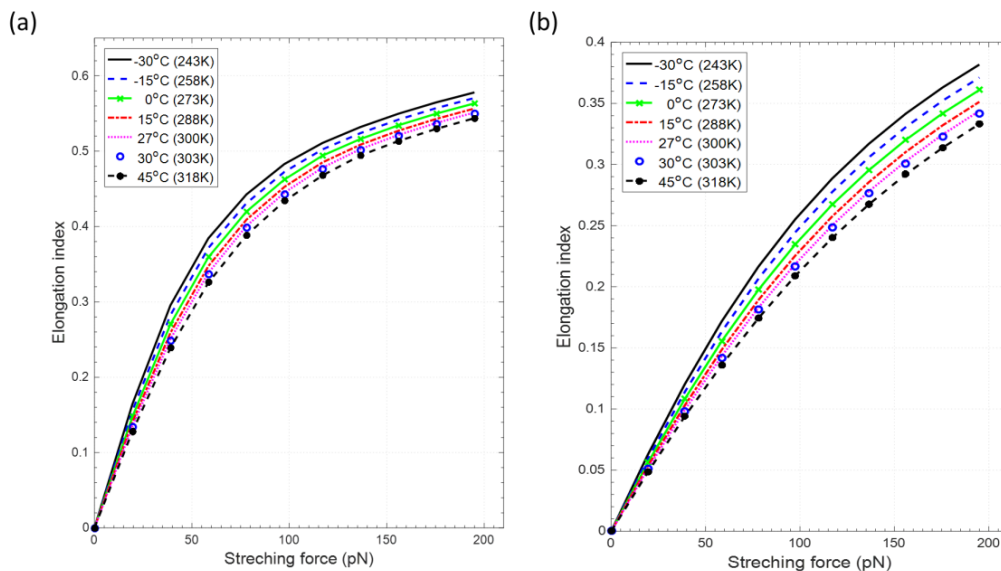 (a)
0.6
0.5
0.4
0.3
0.2
0.1
0
Elongation index
-30°C (243K)
-15°C (258K)
0°C (273K)
15°C (288K)
27°C (300K)
30°C (303K)
45°C (318K)
0 50 100 150 200
Streching force (pN)
(b)
0.4
0.35
0.3
0.25
0.2
0.15
0.1
0.05
0
Elongation index
-30°C (243K)
-15°C (258K)
0°C (273K)
15°C (288K)
27°C (300K)
30°C (303K)
45°C (318K)
0 50 100 150 200
Streching force (pN)